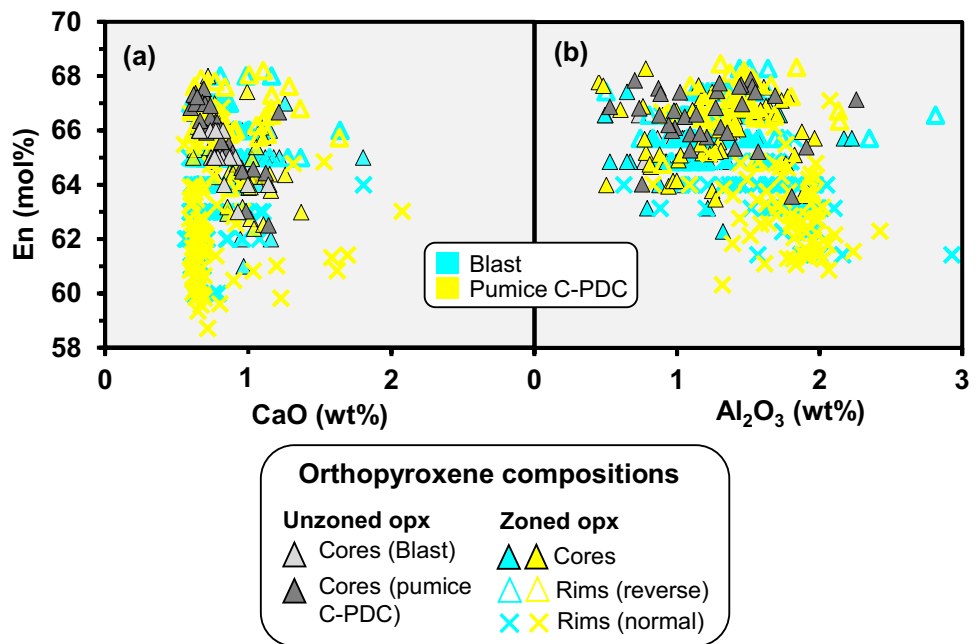 70
68
66
64
62
60
58
En (mol%)
(a)
(b)
Blast
Pumice C-PDC
0
1
2
0
1
2
3
CaO (wt%)
Al₂O₃ (wt%)
Orthopyroxene compositions
Unzoned opx
Cores (Blast)
Cores (pumice
C-PDC)
Zoned opx
Cores
Rims (reverse)
Rims (normal)